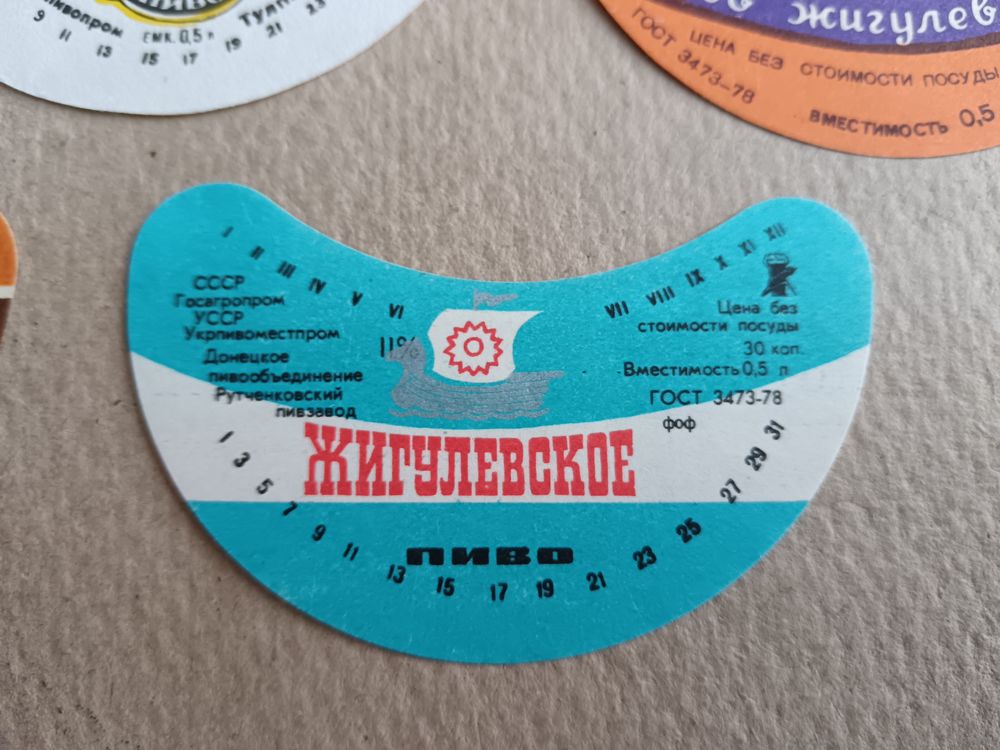 ЕМК. 0,5 л
9 11 13 15 17 19 21 23
жигулев
ЦЕНА БЕЗ СТОИМОСТИ ПОСУДЫ
ГОСТ 3473-78
ВМЕСТИМОСТЬ 0,5
I II III IV V VI VII VIII IX X XI XII
СССР
Госагропром
УССР
Укрпивоместпром
Донецкое
пивообъединение
Рутченковский
пивзавод
11%
Цена без
стоимости посуды
30 коп.
Вместимость 0,5 л
ГОСТ 3473-78
фоф
ЖИГУЛЕВСКОЕ
ПИВО
1 3 5 7 9 11 13 15 17 19 21 23 25 27 29 31